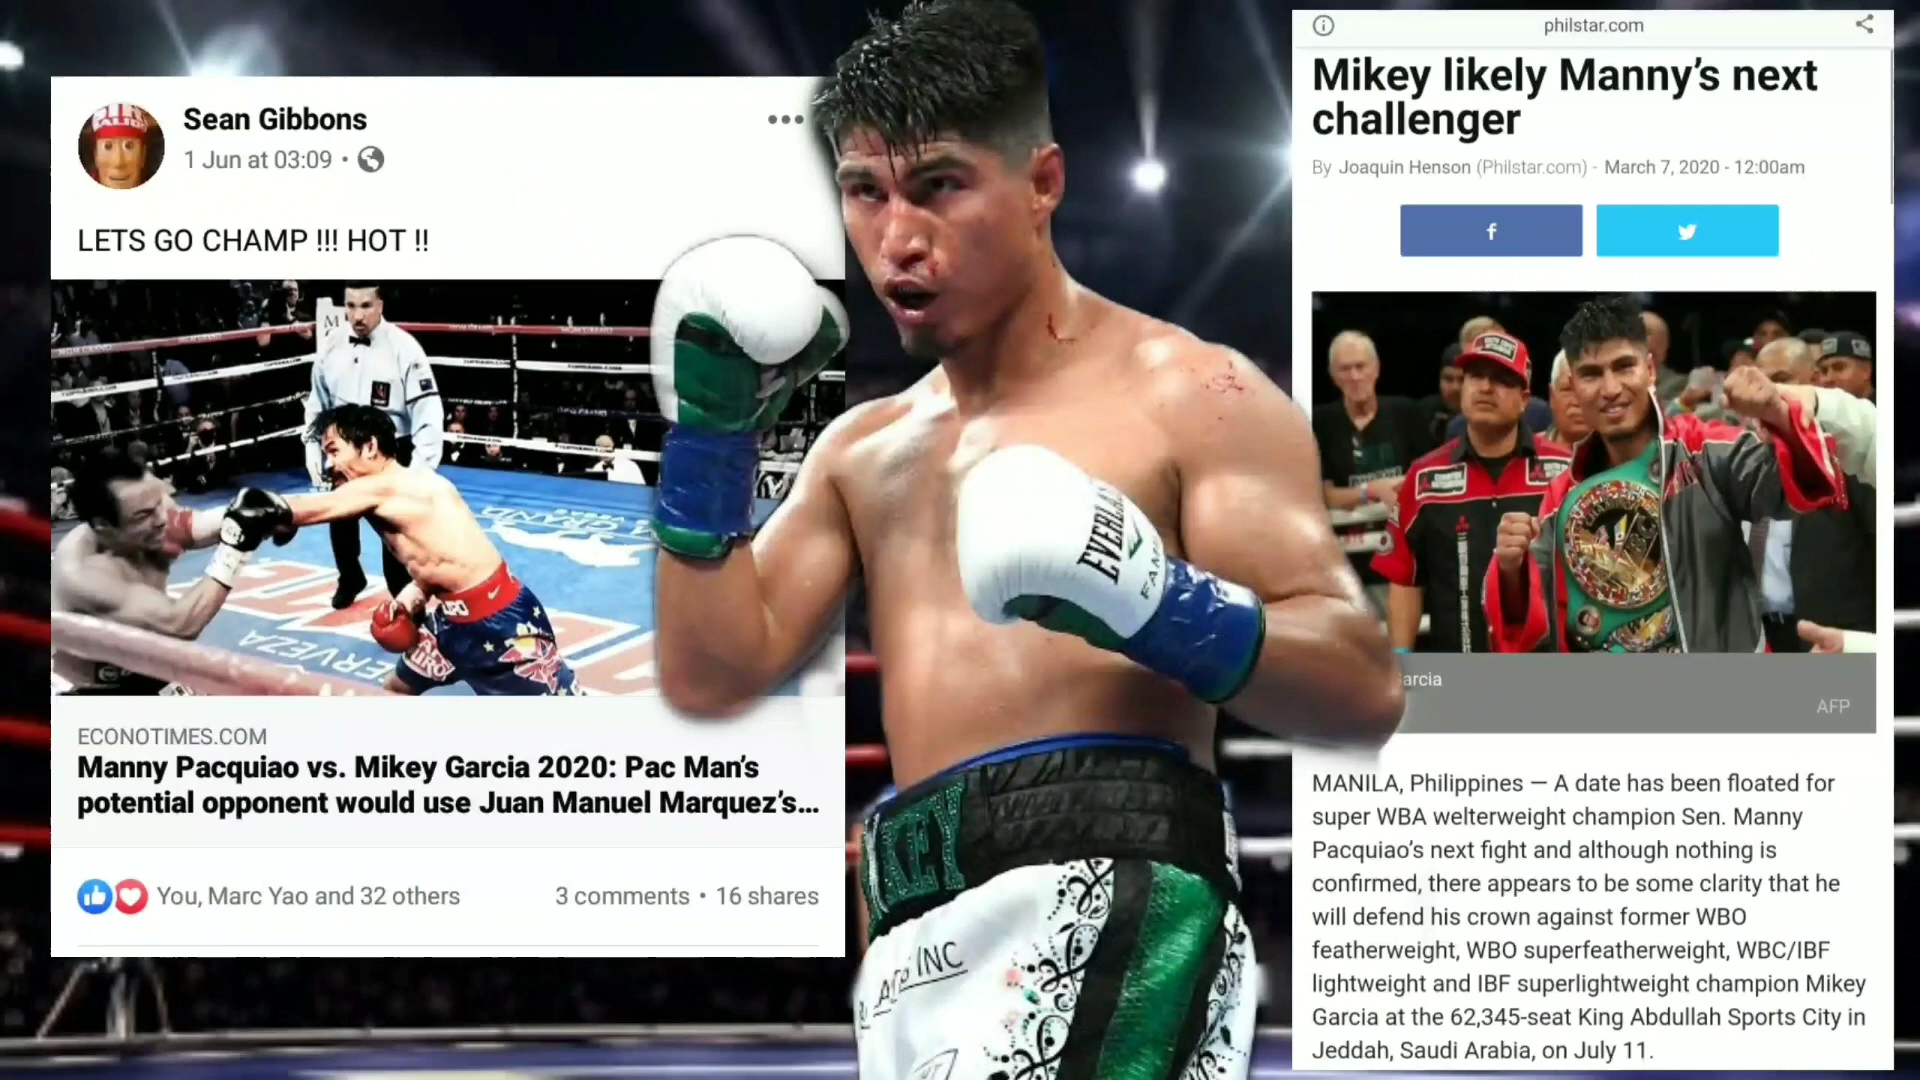 Sean Gibbons
1 Jun at 03:09
LETS GO CHAMP !!! HOT !!
ECONOTIMES.COM
Manny Pacquiao vs. Mikey Garcia 2020: Pac Man's
potential opponent would use Juan Manuel Marquez's...
You, Marc Yao and 32 others
3 comments • 16 shares
EVERLAS
FAM
KEY
INC
philstar.com
Mikey likely Manny's next
challenger
By Joaquin Henson (Philstar.com) - March 7, 2020 - 12:00am
f
arcia
AFP
MANILA, Philippines — A date has been floated for
super WBA welterweight champion Sen. Manny
Pacquiao's next fight and although nothing is
confirmed, there appears to be some clarity that he
will defend his crown against former WBO
featherweight, WBO superfeatherweight, WBC/IBF
lightweight and IBF superlightweight champion Mikey
Garcia at the 62,345-seat King Abdullah Sports City in
Jeddah, Saudi Arabia, on July 11.